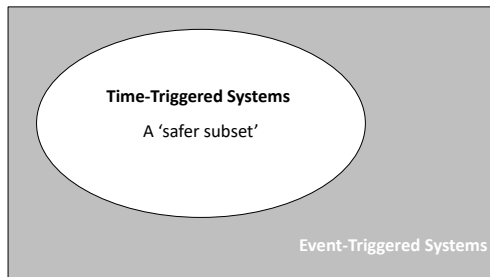 Time-Triggered Systems
A ‘safer subset’
Event-Triggered Systems